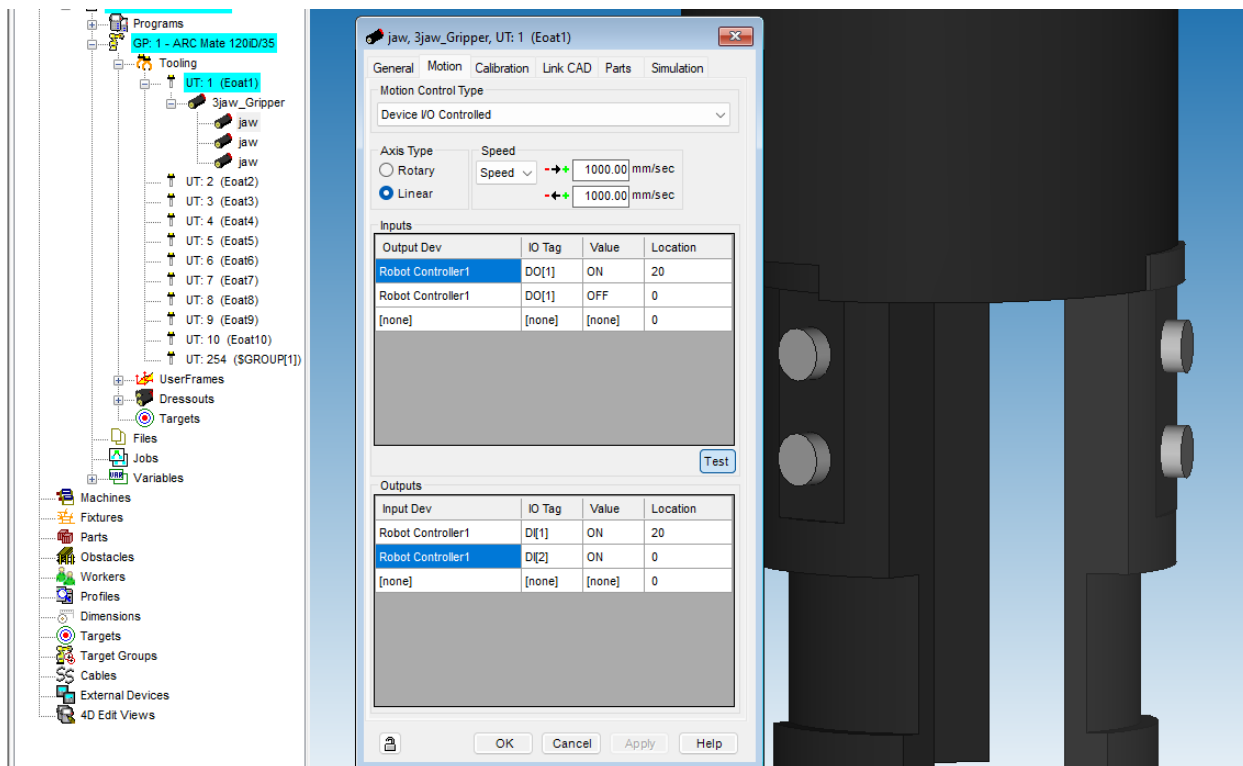 Programs
GP: 1 - ARC Mate 120iD/35
Tooling
UT: 1 (Eoat1)
3jaw_Gripper
jaw
jaw
jaw
UT: 2 (Eoat2)
UT: 3 (Eoat3)
UT: 4 (Eoat4)
UT: 5 (Eoat5)
UT: 6 (Eoat6)
UT: 7 (Eoat7)
UT: 8 (Eoat8)
UT: 9 (Eoat9)
UT: 10 (Eoat10)
UT: 254 ($GROUP[1])
UserFrames
Dressouts
Targets
Files
Jobs
Variables
Machines
Fixtures
Parts
Obstacles
Workers
Profiles
Dimensions
Targets
Target Groups
Cables
External Devices
4D Edit Views
jaw, 3jaw_Gripper, UT: 1 (Eoat1)
General Motion Calibration Link CAD Parts Simulation
Motion Control Type
Device I/O Controlled
Axis Type Speed
Rotary Speed 1000.00 mm/sec
Linear 1000.00 mm/sec
Inputs
Output Dev IO Tag Value Location
Robot Controller1 DO[1] ON 20
Robot Controller1 DO[1] OFF 0
[none] [none] [none] 0
Test
Outputs
Input Dev IO Tag Value Location
Robot Controller1 DI[1] ON 20
Robot Controller1 DI[2] ON 0
[none] [none] [none] 0
OK Cancel Apply Help